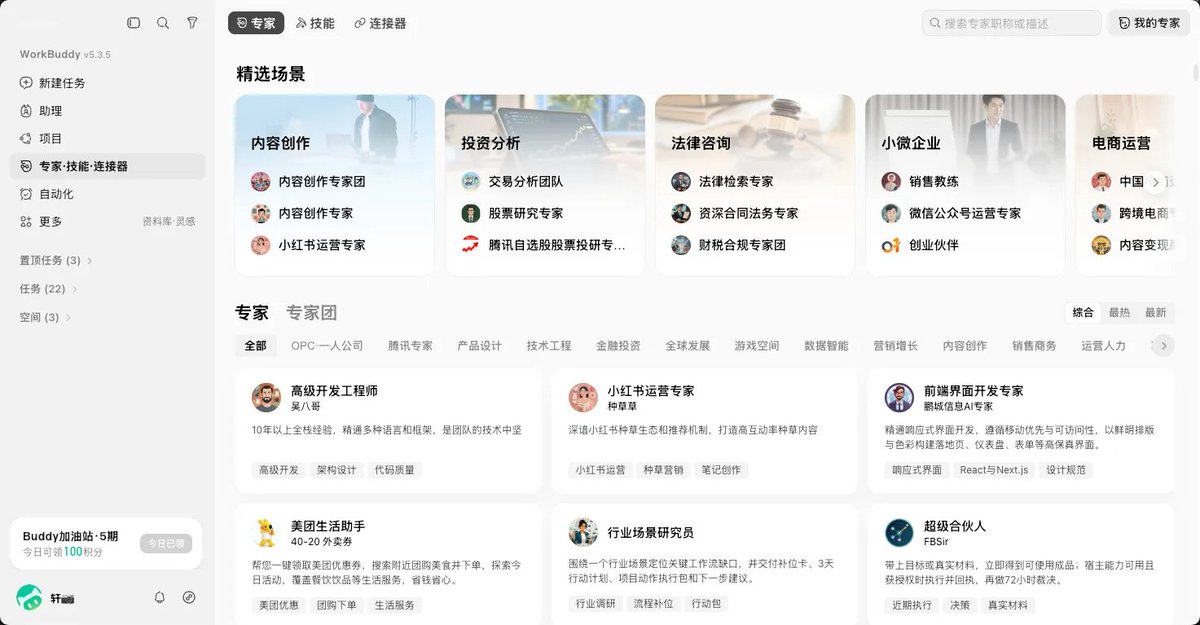 WorkBuddy v5.3.5
新建任务
助理
项目
专家·技能·连接器
自动化
更多 资料库·灵感
置顶任务 (3)
任务 (22)
空间 (3)
Buddy加油站·5期
今日可领100积分
今日已领
轩
专家 技能 连接器
搜索专家职称或描述
我的专家
精选场景
内容创作
内容创作专家团
内容创作专家
小红书运营专家
投资分析
交易分析团队
股票研究专家
腾讯自选股股票投研专…
法律咨询
法律检索专家
资深合同法务专家
财税合规专家团
小微企业
销售教练
微信公众号运营专家
创业伙伴
电商运营
中国
跨境电商
内容变现
专家 专家团
综合 最热 最新
全部 OPC·一人公司 腾讯专家 产品设计 技术工程 金融投资 全球发展 游戏空间 数据智能 营销增长 内容创作 销售商务 运营人力
高级开发工程师
吴八哥
10年以上全栈经验，精通多种语言和框架，是团队的技术中坚
高级开发 架构设计 代码质量
小红书运营专家
种草草
深谙小红书种草生态和推荐机制，打造高互动率种草内容
小红书运营 种草营销 笔记创作
前端界面开发专家
鹏城信息AI专家
精通响应式界面开发，遵循移动优先与可访问性，以鲜明排版
与色彩构建落地页、仪表盘、表单等高保真界面。
响应式界面 React与Next.js 设计规范
美团生活助手
40-20 外卖券
帮您一键领取美团优惠券，搜索附近团购美食并下单，探索今
日活动，覆盖餐饮饮品等生活服务，省钱省心。
美团优惠 团购下单 生活服务
行业场景研究员
围绕一个行业场景定位关键工作流缺口，并交付补位卡、3天
行动计划、项目动作执行包和下一步建议。
行业调研 流程补位 行动包
超级合伙人
FBSir
带上目标或真实材料，立即得到可使用成品；宿主能力可用且
获授权时执行并回执，再做72小时裁决。
近期执行 决策 真实材料